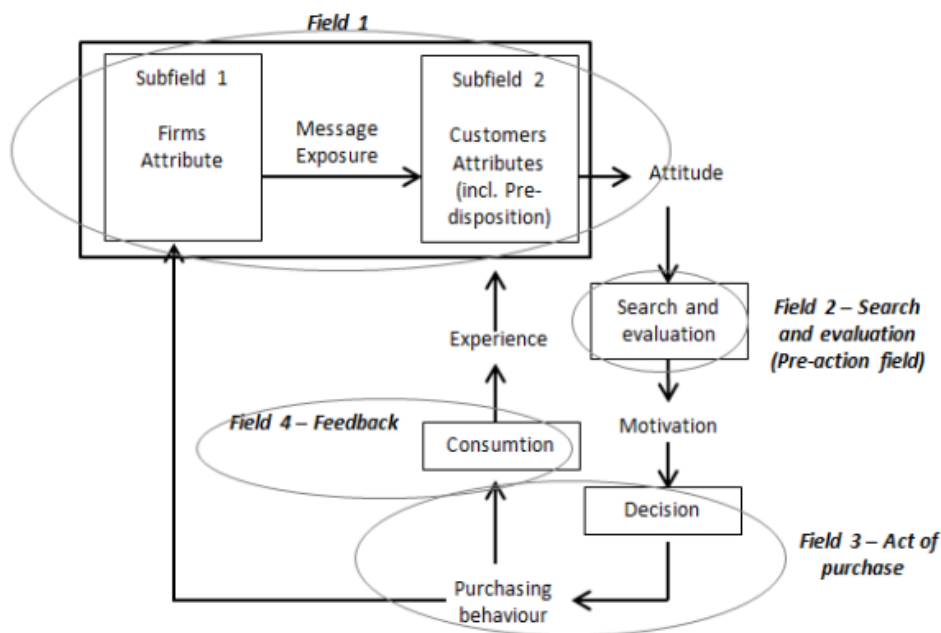 Field 1
Subfield 1
Firms
Attribute
Message
Exposure
Subfield 2
Customers
Attributes
(incl. Pre-
disposition)
Attitude
Search and
evaluation
Field 2 – Search
and evaluation
(Pre-action field)
Experience
Motivation
Field 4 – Feedback
Consumtion
Decision
Field 3 – Act of
purchase
Purchasing
behaviour